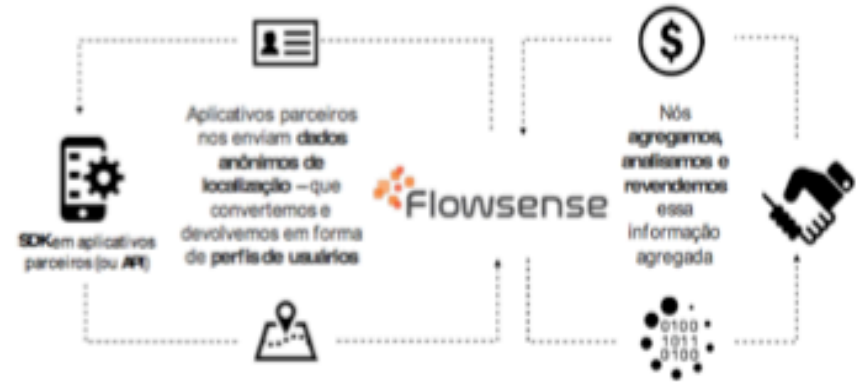 Aplicativos parceiros
nos enviam dados
anônimos de
localização – que
convertemos e
devolvemos em forma
de perfis de usuários
SDK em aplicativos
parceiros (ou API)
Flowsense
Nós
agregamos,
analisamos e
revendemos
essa
informação
agregada
0100
1011
0100